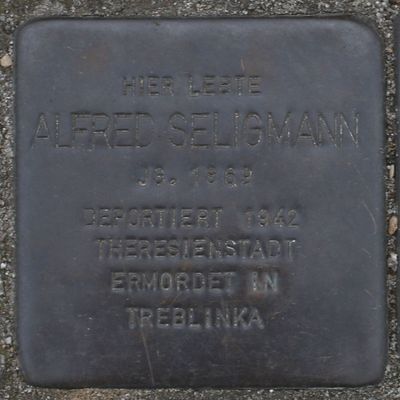 HIER LEBTE
ALFRED SELIGMANN
JG. 1869
DEPORTIERT 1942
THERESIENSTADT
ERMORDET IN
TREBLINKA